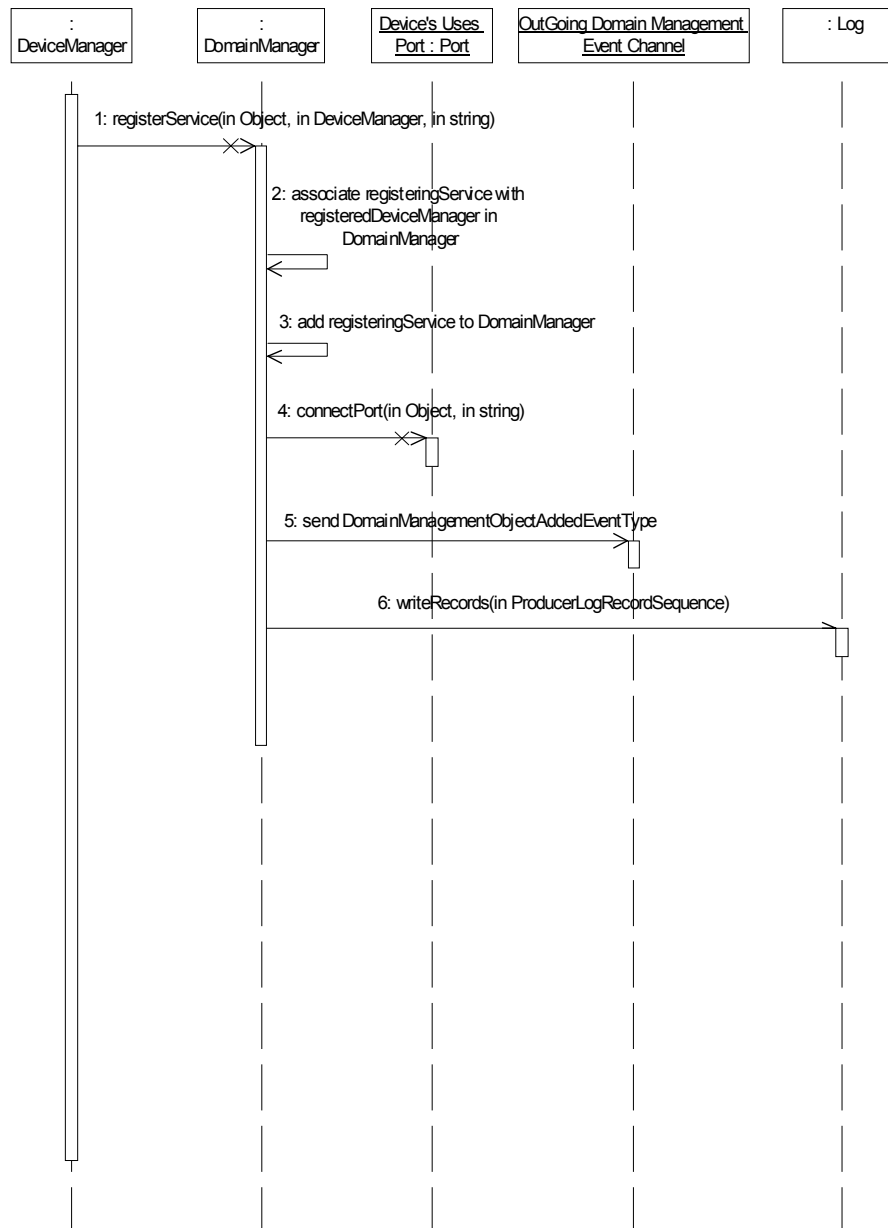 :
DeviceManager
:
DomainManager
Device's Uses
Port : Port
OutGoing Domain Management
Event Channel
: Log
1: registerService(in Object, in DeviceManager, in string)
2: associate registeringService with
registeredDeviceManager in
DomainManager
3: add registeringService to DomainManager
4: connectPort(in Object, in string)
5: send DomainManagementObjectAddedEventType
6: writeRecords(in ProducerLogRecordSequence)